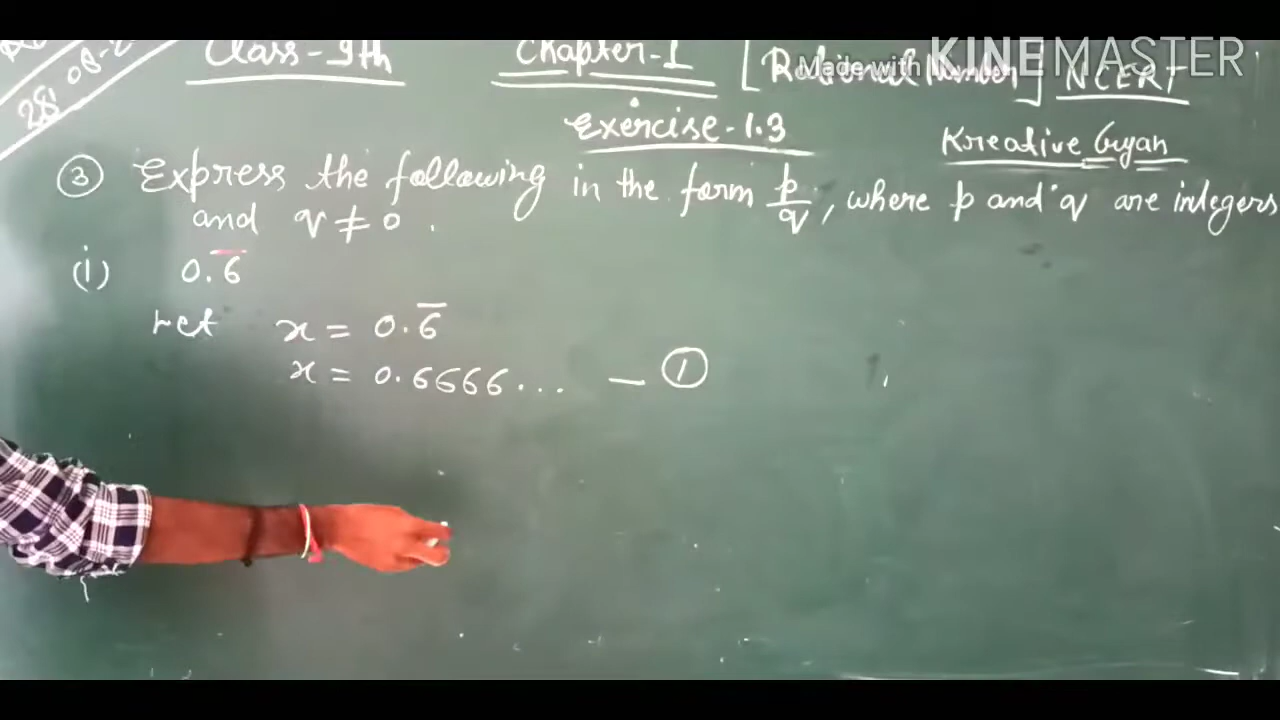 28 08-2
Class-9th Chapter-1 [Rational Number] NCERT
Made with KINEMASTER
Exercise-1.3
Kreative Gyan
③ Express the following in the form p/q, where p and q are integers
and q ≠ 0.
(i) 0.6̅
Let x = 0.6̅
x = 0.6666... — ①